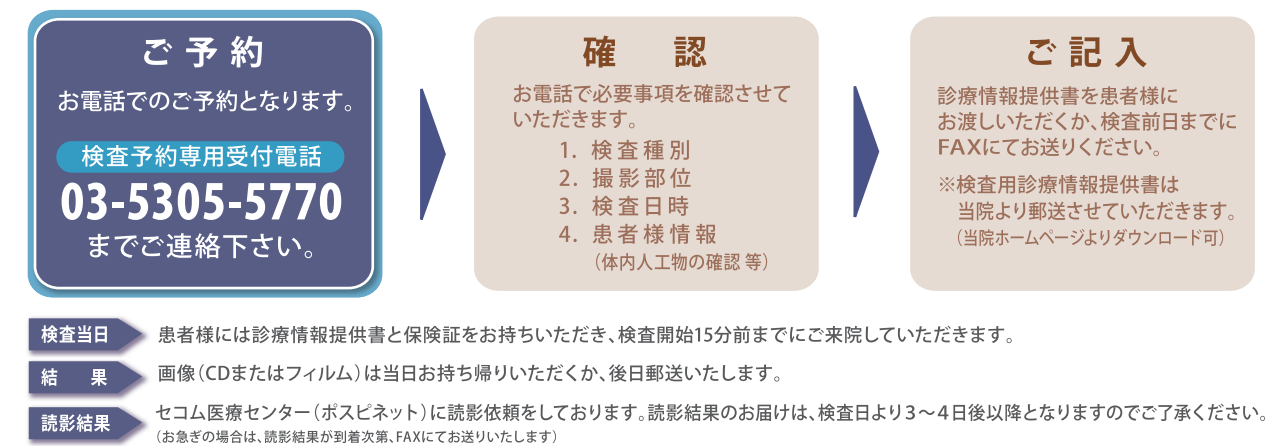 ご予約
お電話でのご予約となります。
検査予約専用受付電話
03-5305-5770
までご連絡下さい。
確　認
お電話で必要事項を確認させて
いただきます。
1. 検査種別
2. 撮影部位
3. 検査日時
4. 患者様情報
（体内人工物の確認 等）
ご記入
診療情報提供書を患者様に
お渡しいただくか、検査前日までに
FAXにてお送りください。
※検査用診療情報提供書は
当院より郵送させていただきます。
（当院ホームページよりダウンロード可）
検査当日
患者様には診療情報提供書と保険証をお持ちいただき、検査開始15分前までにご来院していただきます。
結　果
画像（CDまたはフィルム）は当日お持ち帰りいただくか、後日郵送いたします。
読影結果
セコム医療センター（ポスピネット）に読影依頼をしております。読影結果のお届けは、検査日より３〜４日後以降となりますのでご了承ください。
（お急ぎの場合は、読影結果が到着次第、FAXにてお送りいたします）